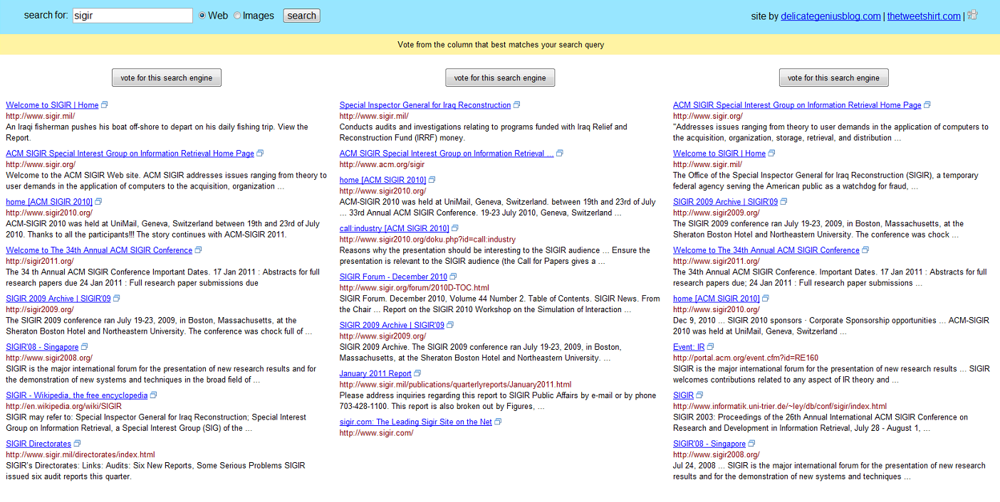 search for: sigir Web Images search
site by delicategeniusblog.com | thetweetshirt.com |
Vote from the column that best matches your search query
vote for this search engine
Welcome to SIGIR | Home
http://www.sigir.mil/
An Iraqi fisherman pushes his boat off-shore to depart on his daily fishing trip. View the
Report.
ACM SIGIR Special Interest Group on Information Retrieval Home Page
http://www.sigir.org/
Welcome to the ACM SIGIR Web site. ACM SIGIR addresses issues ranging from theory to
user demands in the application of computers to the acquisition, organization ...
home [ACM SIGIR 2010]
http://www.sigir2010.org/
ACM-SIGIR 2010 was held at UniMail, Geneva, Switzerland between 19th and 23rd of July
2010. Thanks to all the participants!!! The story continues with ACM-SIGIR 2011.
Welcome to The 34th Annual ACM SIGIR Conference
http://sigir2011.org/
The 34 th Annual ACM SIGIR Conference Important Dates. 17 Jan 2011 : Abstracts for full
research papers due 24 Jan 2011 : Full research paper submissions due
SIGIR 2009 Archive | SIGIR'09
http://sigir2009.org/
The SIGIR 2009 conference ran July 19-23, 2009, in Boston, Massachusetts, at the
Sheraton Boston Hotel and Northeastern University. The conference was chock full of ...
SIGIR'08 - Singapore
http://www.sigir2008.org/
SIGIR is the major international forum for the presentation of new research results and for
the demonstration of new systems and techniques in the broad field of ...
SIGIR - Wikipedia, the free encyclopedia
http://en.wikipedia.org/wiki/SIGIR
SIGIR may refer to: Special Inspector General for Iraq Reconstruction; Special Interest
Group on Information Retrieval, a Special Interest Group (SIG) of the ...
SIGIR Directorates
http://www.sigir.mil/directorates/index.html
SIGIR's Directorates: Links: Audits: Six New Reports, Some Serious Problems SIGIR
issued six audit reports this quarter.
vote for this search engine
Special Inspector General for Iraq Reconstruction
http://www.sigir.mil/
Conducts audits and investigations relating to programs funded with Iraq Relief and
Reconstruction Fund (IRRF) money.
ACM SIGIR Special Interest Group on Information Retrieval ...
http://www.acm.org/sigir
home [ACM SIGIR 2010]
http://www.sigir2010.org/
ACM-SIGIR 2010 was held at UniMail, Geneva, Switzerland. between 19th and 23rd of July
... 33rd Annual ACM SIGIR Conference. 19-23 July 2010, Geneva, Switzerland ...
call:industry [ACM SIGIR 2010]
http://www.sigir2010.org/doku.php?id=call:industry
Reasons why the presentation should be interesting to the SIGIR audience ... Ensure the
presentation is relevant to the SIGIR audience (the Call for Papers gives a ...
SIGIR Forum - December 2010
http://www.sigir.org/forum/2010D-TOC.html
SIGIR Forum. December 2010, Volume 44 Number 2. Table of Contents. SIGIR News. From
the Chair ... Report on the SIGIR 2010 Workshop on the Simulation of Interaction ...
SIGIR 2009 Archive | SIGIR'09
http://www.sigir2009.org/
SIGIR 2009 Archive. The SIGIR 2009 conference ran July 19-23, 2009, in Boston,
Massachusetts, at the Sheraton Boston Hotel and Northeastern University. ...
January 2011 Report
http://www.sigir.mil/publications/quarterlyreports/January2011.html
Please address inquiries regarding this report to SIGIR Public Affairs by e-mail or by phone
703-428-1100. This report is also broken out by Figures, ...
sigir.com: The Leading Sigir Site on the Net
http://www.sigir.com/
vote for this search engine
ACM SIGIR Special Interest Group on Information Retrieval Home Page
http://www.sigir.org/
"Addresses issues ranging from theory to user demands in the application of computers to
the acquisition, organization, storage, retrieval, and distribution ...
Welcome to SIGIR | Home
http://www.sigir.mil/
The Office of the Special Inspector General for Iraq Reconstruction (SIGIR), a temporary
federal agency serving the American public as a watchdog for fraud, ...
SIGIR 2009 Archive | SIGIR'09
http://www.sigir2009.org/
The SIGIR 2009 conference ran July 19-23, 2009, in Boston, Massachusetts, at the
Sheraton Boston Hotel and Northeastern University. The conference was chock ...
Welcome to The 34th Annual ACM SIGIR Conference
http://www.sigir2011.org/
The 34th Annual ACM SIGIR Conference. Important Dates. 17 Jan 2011 : Abstracts for full
research papers due; 24 Jan 2011 : Full research paper submissions ...
home [ACM SIGIR 2010]
http://www.sigir2010.org/
Dec 9, 2010 ... SIGIR 2010 sponsors · Corporate Sponsorship opportunities ... ACM-SIGIR
2010 was held at UniMail, Geneva, Switzerland ...
Event: IR
http://portal.acm.org/event.cfm?id=RE160
SIGIR is the major international forum for the presentation of new research results ... SIGIR
welcomes contributions related to any aspect of IR theory and ...
SIGIR
http://www.informatik.uni-trier.de/~ley/db/conf/sigir/index.html
SIGIR 2003: Proceedings of the 26th Annual International ACM SIGIR Conference on
Research and Development in Information Retrieval, July 28 - August 1, ...
SIGIR'08 - Singapore
http://www.sigir2008.org/
Jul 24, 2008 ... SIGIR is the major international forum for the presentation of new research
results and for the demonstration of new systems and techniques ...